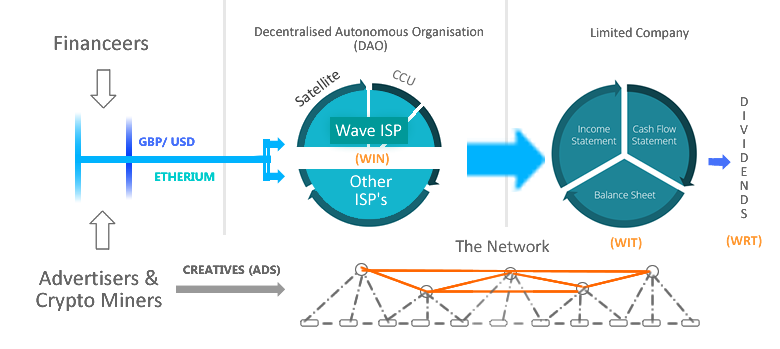 Financeers
Decentralised Autonomous Organisation
(DAO)
Limited Company
Satellite
CCU
Wave ISP
(WIN)
Other
ISP's
GBP/ USD
ETHERIUM
Income
Statement
Cash Flow
Statement
Balance Sheet
(WIT)
DIVIDENDS
(WRT)
The Network
Advertisers &
Crypto Miners
CREATIVES (ADS)